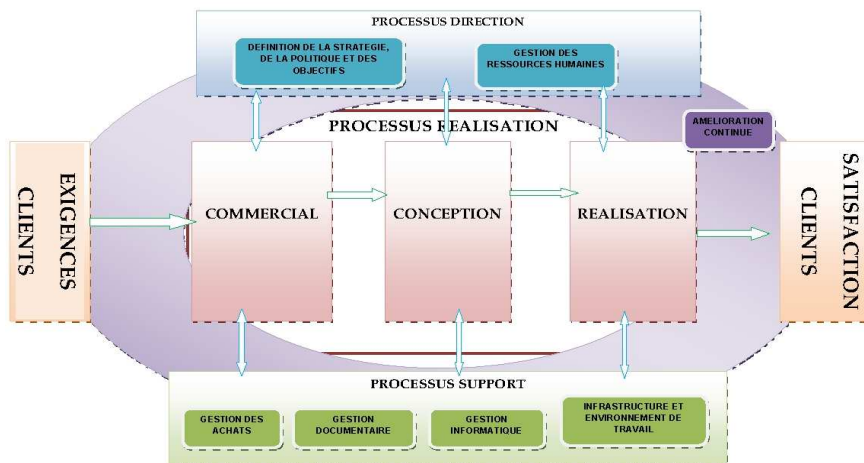 PROCESSUS DIRECTION
DEFINITION DE LA STRATEGIE,
DE LA POLITIQUE ET DES
OBJECTIFS
GESTION DES
RESSOURCES HUMAINES
AMELIORATION
CONTINUE
PROCESSUS REALISATION
EXIGENCES
CLIENTS
COMMERCIAL
CONCEPTION
REALISATION
SATISFACTION
CLIENTS
PROCESSUS SUPPORT
GESTION DES
ACHATS
GESTION
DOCUMENTAIRE
GESTION
INFORMATIQUE
INFRASTRUCTURE ET
ENVIRONNEMENT DE
TRAVAIL